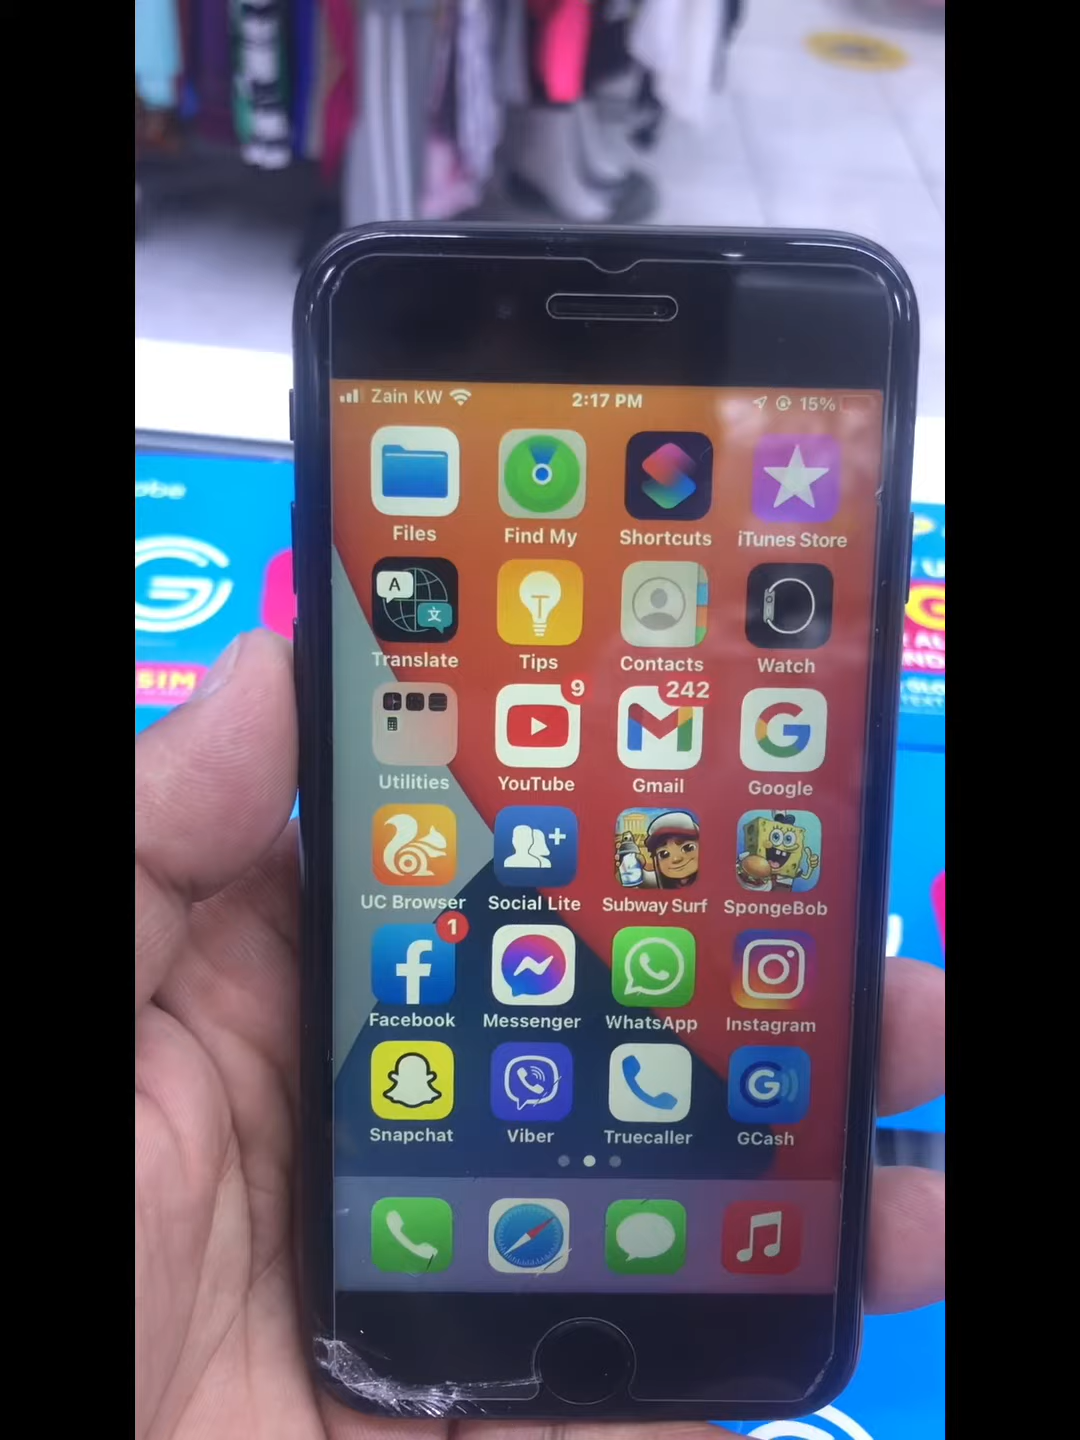 Zain KW 2:17 PM 15%
Files Find My Shortcuts iTunes Store
A 文
Translate Tips Contacts Watch
9 242
Utilities YouTube Gmail Google
UC Browser Social Lite Subway Surf SpongeBob
1
Facebook Messenger WhatsApp Instagram
Snapchat Viber Truecaller GCash
SIM